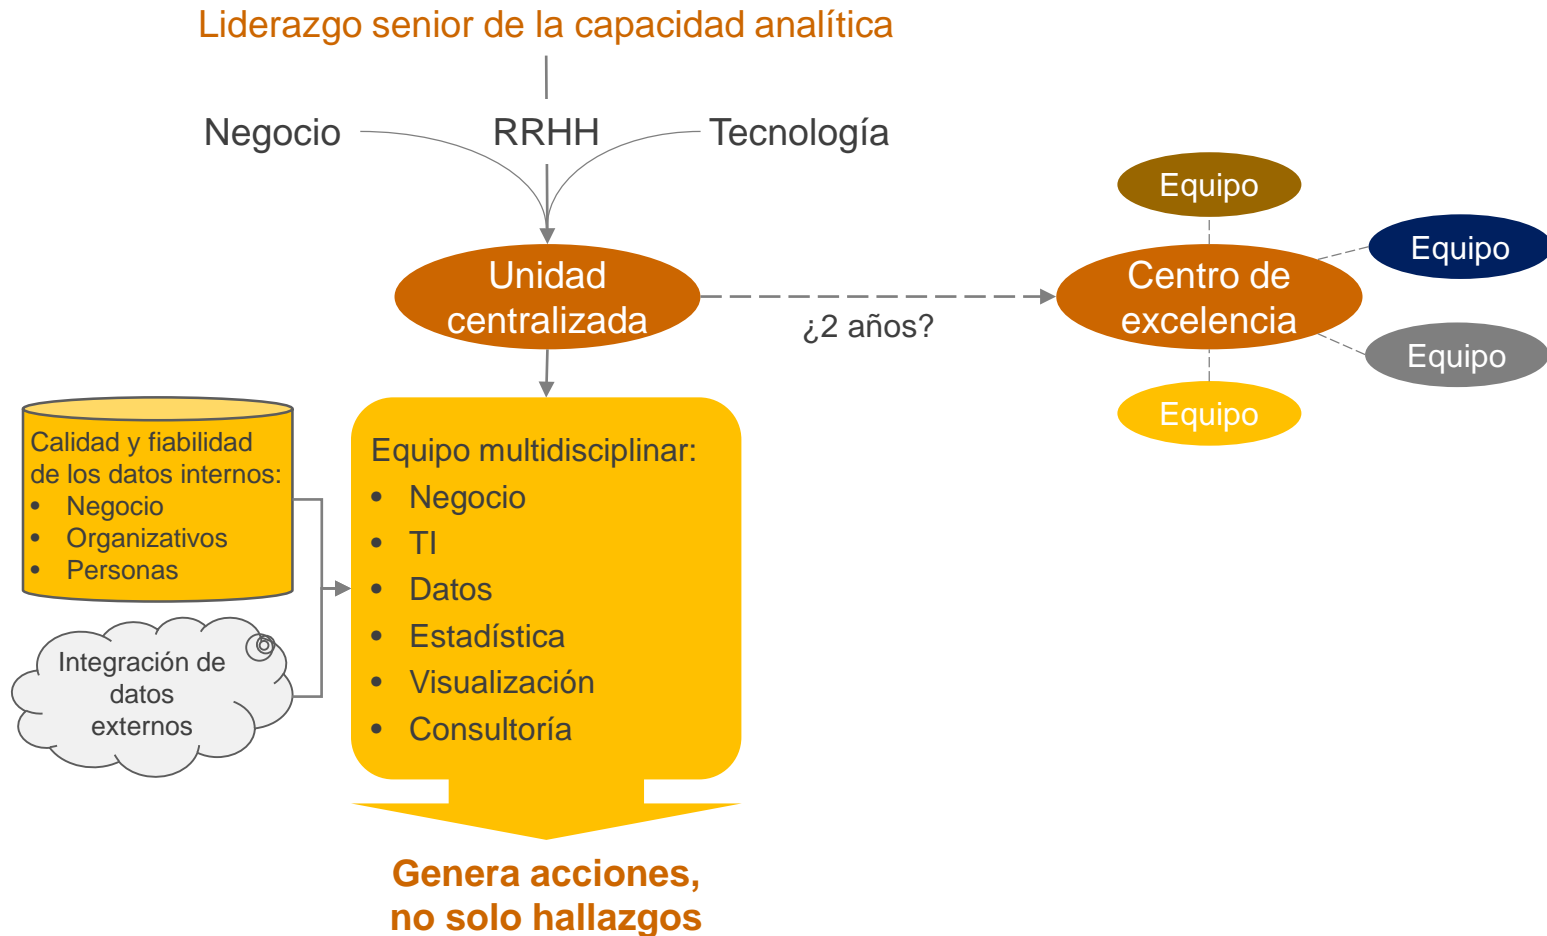 Liderazgo senior de la capacidad analítica
Negocio
RRHH
Tecnología
Unidad
centralizada
¿2 años?
Centro de
excelencia
Equipo
Equipo
Equipo
Equipo
Calidad y fiabilidad
de los datos internos:
• Negocio
• Organizativos
• Personas
Integración de
datos
externos
Equipo multidisciplinar:
• Negocio
• TI
• Datos
• Estadística
• Visualización
• Consultoría
Genera acciones,
no solo hallazgos